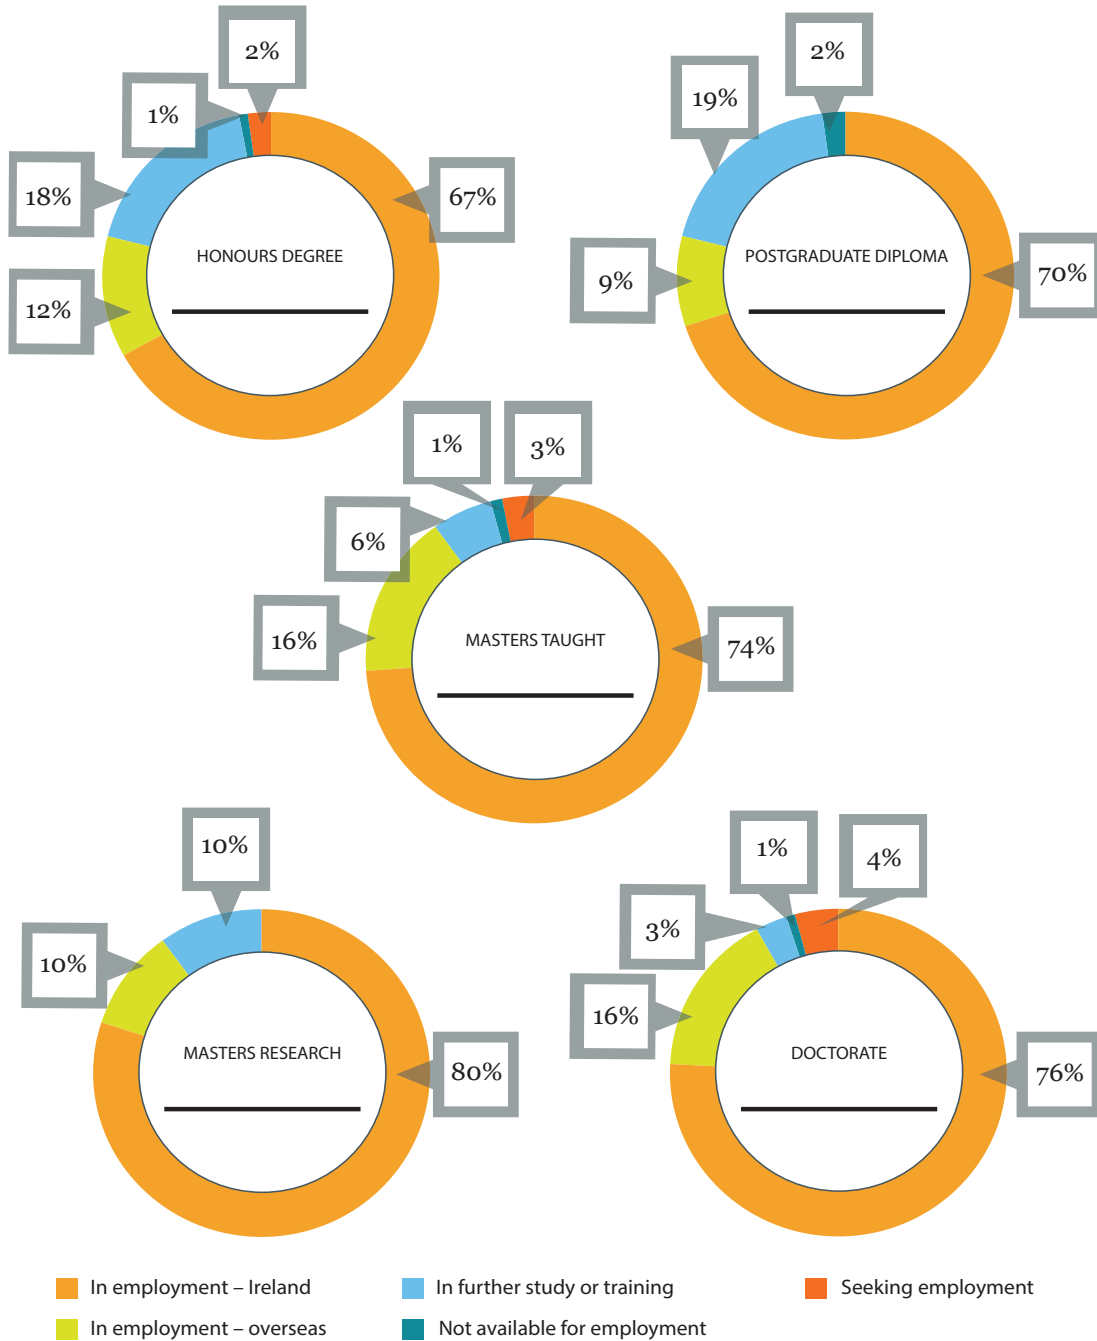 2%
1%
18%
67%
12%
HONOURS DEGREE
2%
19%
9%
70%
POSTGRADUATE DIPLOMA
1%
3%
6%
16%
74%
MASTERS TAUGHT
10%
10%
80%
MASTERS RESEARCH
1%
4%
3%
16%
76%
DOCTORATE
In employment – Ireland
In further study or training
Seeking employment
In employment – overseas
Not available for employment